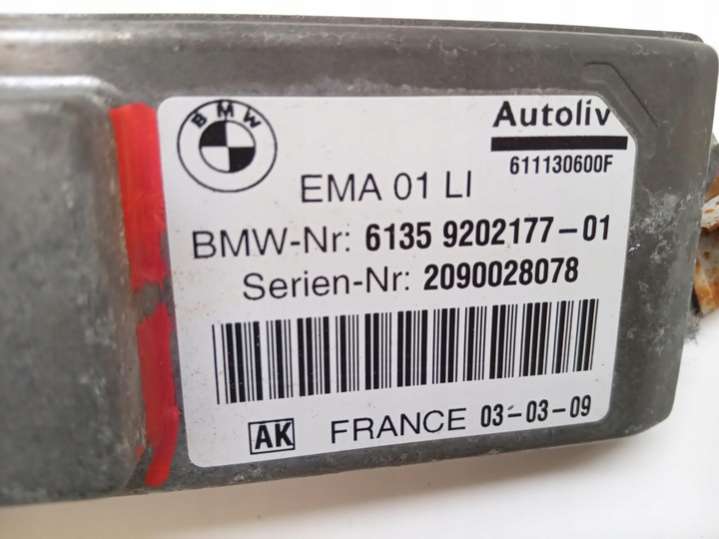 BMW
Autoliv
611130600F
EMA 01 LI
BMW-Nr: 6135 9202177-01
Serien-Nr: 2090028078
AK FRANCE 03-03-09